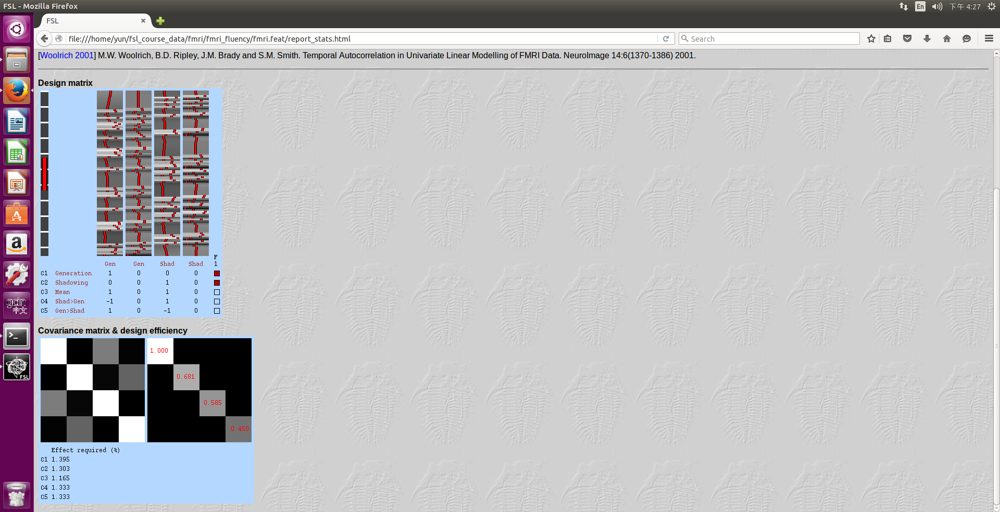 FSL - Mozilla Firefox
En
下午 4:27
FSL
file:///home/yun/fsl_course_data/fmri/fmri_fluency/fmri.feat/report_stats.html
Search
[Woolrich 2001] M.W. Woolrich, B.D. Ripley, J.M. Brady and S.M. Smith. Temporal Autocorrelation in Univariate Linear Modelling of FMRI Data. NeuroImage 14:6(1370-1386) 2001.
Design matrix
F
Gen Gen Shad Shad 1
C1 Generation 1 0 0 0
C2 Shadowing 0 0 1 0
C3 Mean 1 0 1 0
C4 Shad>Gen -1 0 1 0
C5 Gen>Shad 1 0 -1 0
Covariance matrix & design efficiency
1.000
0.681
0.585
0.450
Effect required (%)
C1 1.395
C2 1.303
C3 1.165
C4 1.333
C5 1.333
a
gcin
中文
>_
FSL